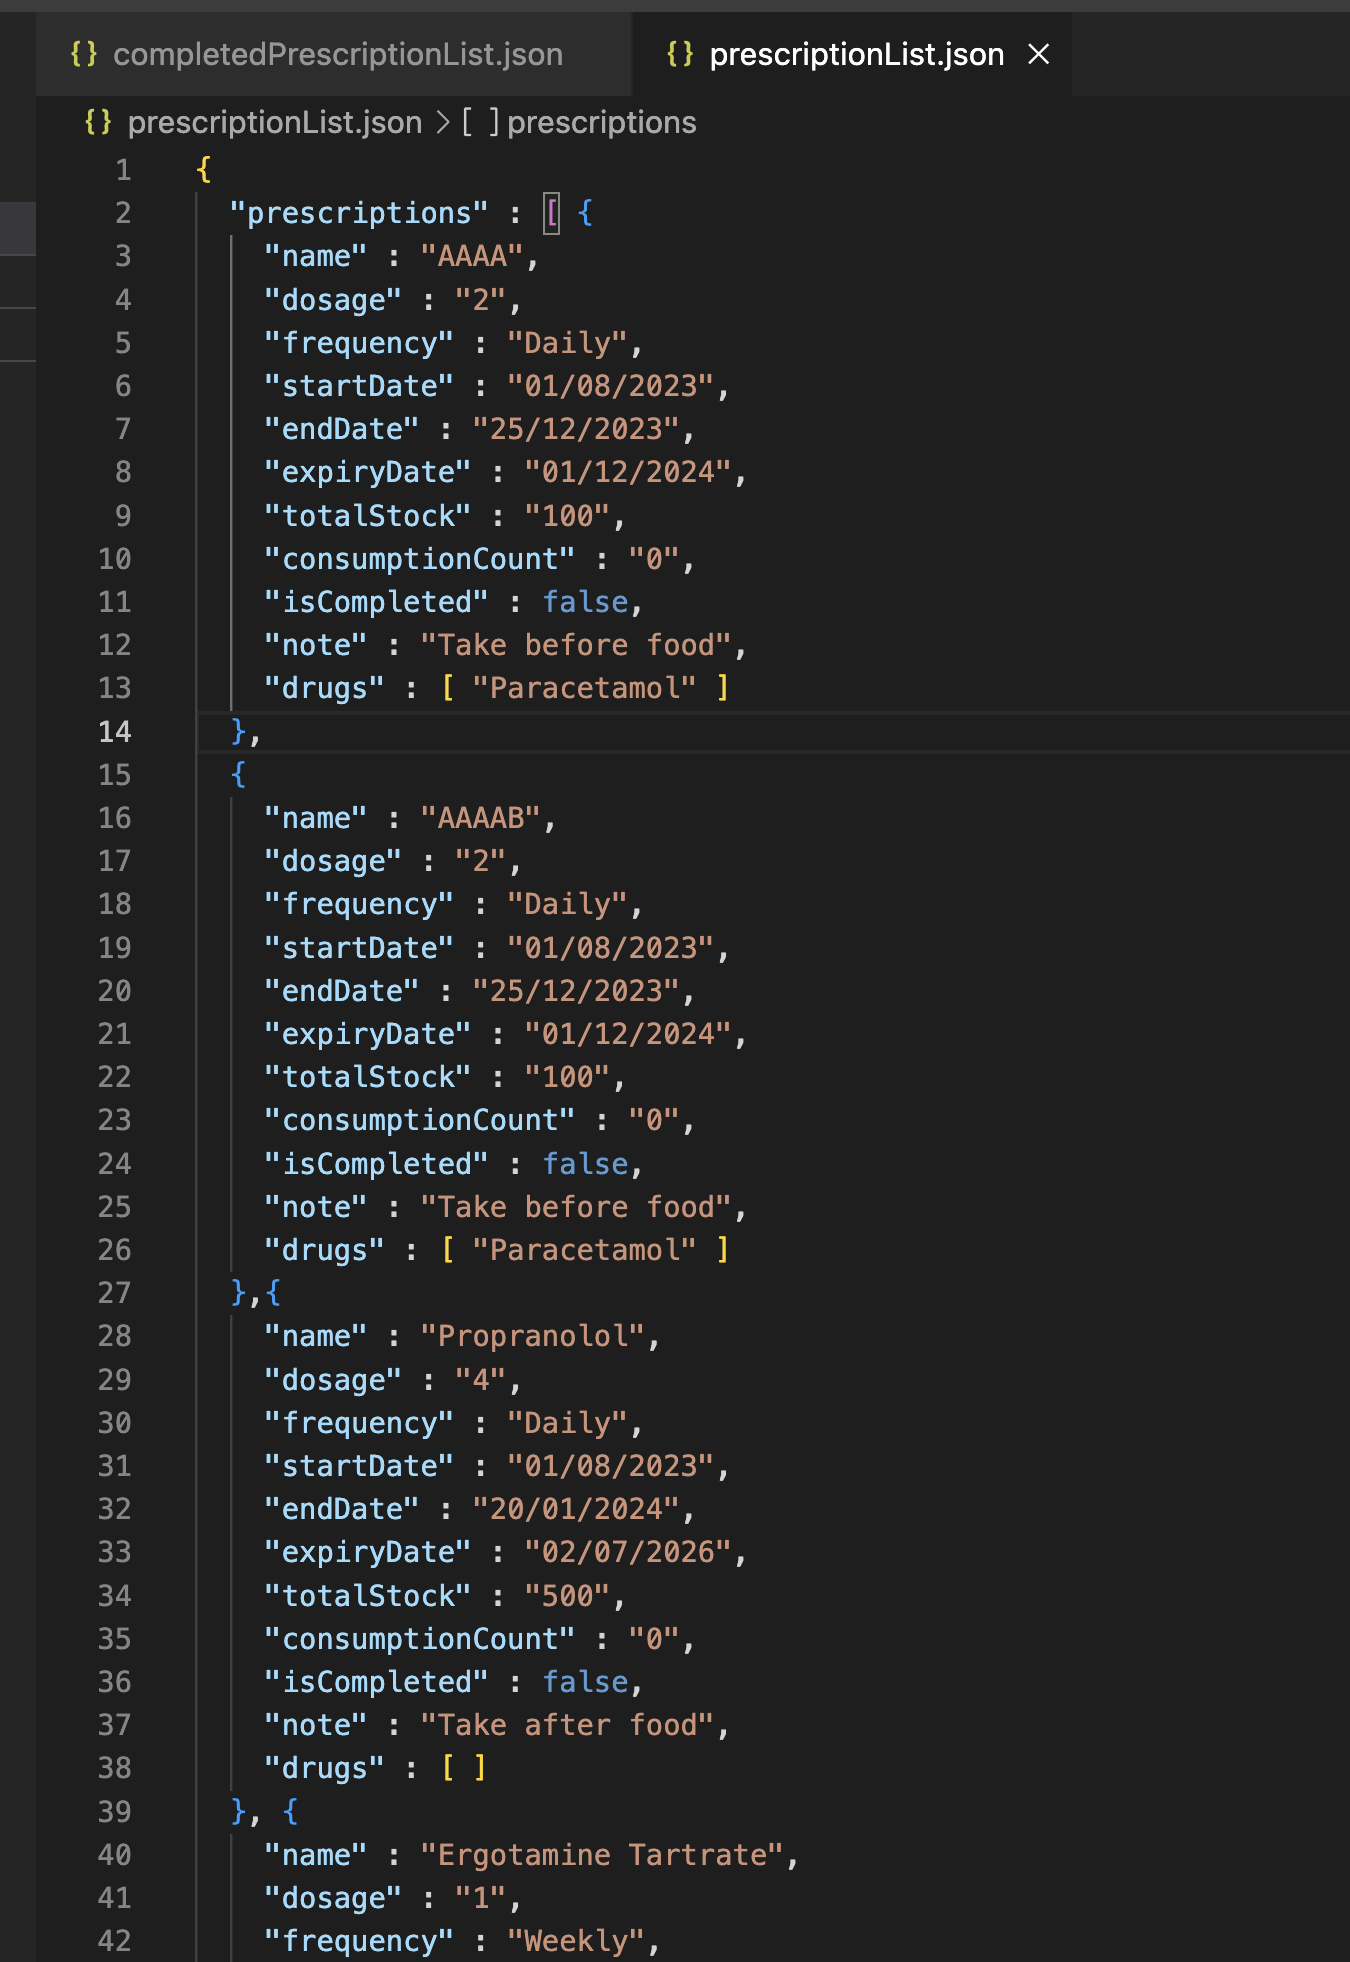 {} completedPrescriptionList.json
{} prescriptionList.json ×
{} prescriptionList.json > [ ] prescriptions
1 {
2 "prescriptions" : [ {
3 "name" : "AAAA",
4 "dosage" : "2",
5 "frequency" : "Daily",
6 "startDate" : "01/08/2023",
7 "endDate" : "25/12/2023",
8 "expiryDate" : "01/12/2024",
9 "totalStock" : "100",
10 "consumptionCount" : "0",
11 "isCompleted" : false,
12 "note" : "Take before food",
13 "drugs" : [ "Paracetamol" ]
14 },
15 {
16 "name" : "AAAAB",
17 "dosage" : "2",
18 "frequency" : "Daily",
19 "startDate" : "01/08/2023",
20 "endDate" : "25/12/2023",
21 "expiryDate" : "01/12/2024",
22 "totalStock" : "100",
23 "consumptionCount" : "0",
24 "isCompleted" : false,
25 "note" : "Take before food",
26 "drugs" : [ "Paracetamol" ]
27 },{
28 "name" : "Propranolol",
29 "dosage" : "4",
30 "frequency" : "Daily",
31 "startDate" : "01/08/2023",
32 "endDate" : "20/01/2024",
33 "expiryDate" : "02/07/2026",
34 "totalStock" : "500",
35 "consumptionCount" : "0",
36 "isCompleted" : false,
37 "note" : "Take after food",
38 "drugs" : [ ]
39 }, {
40 "name" : "Ergotamine Tartrate",
41 "dosage" : "1",
42 "frequency" : "Weekly",